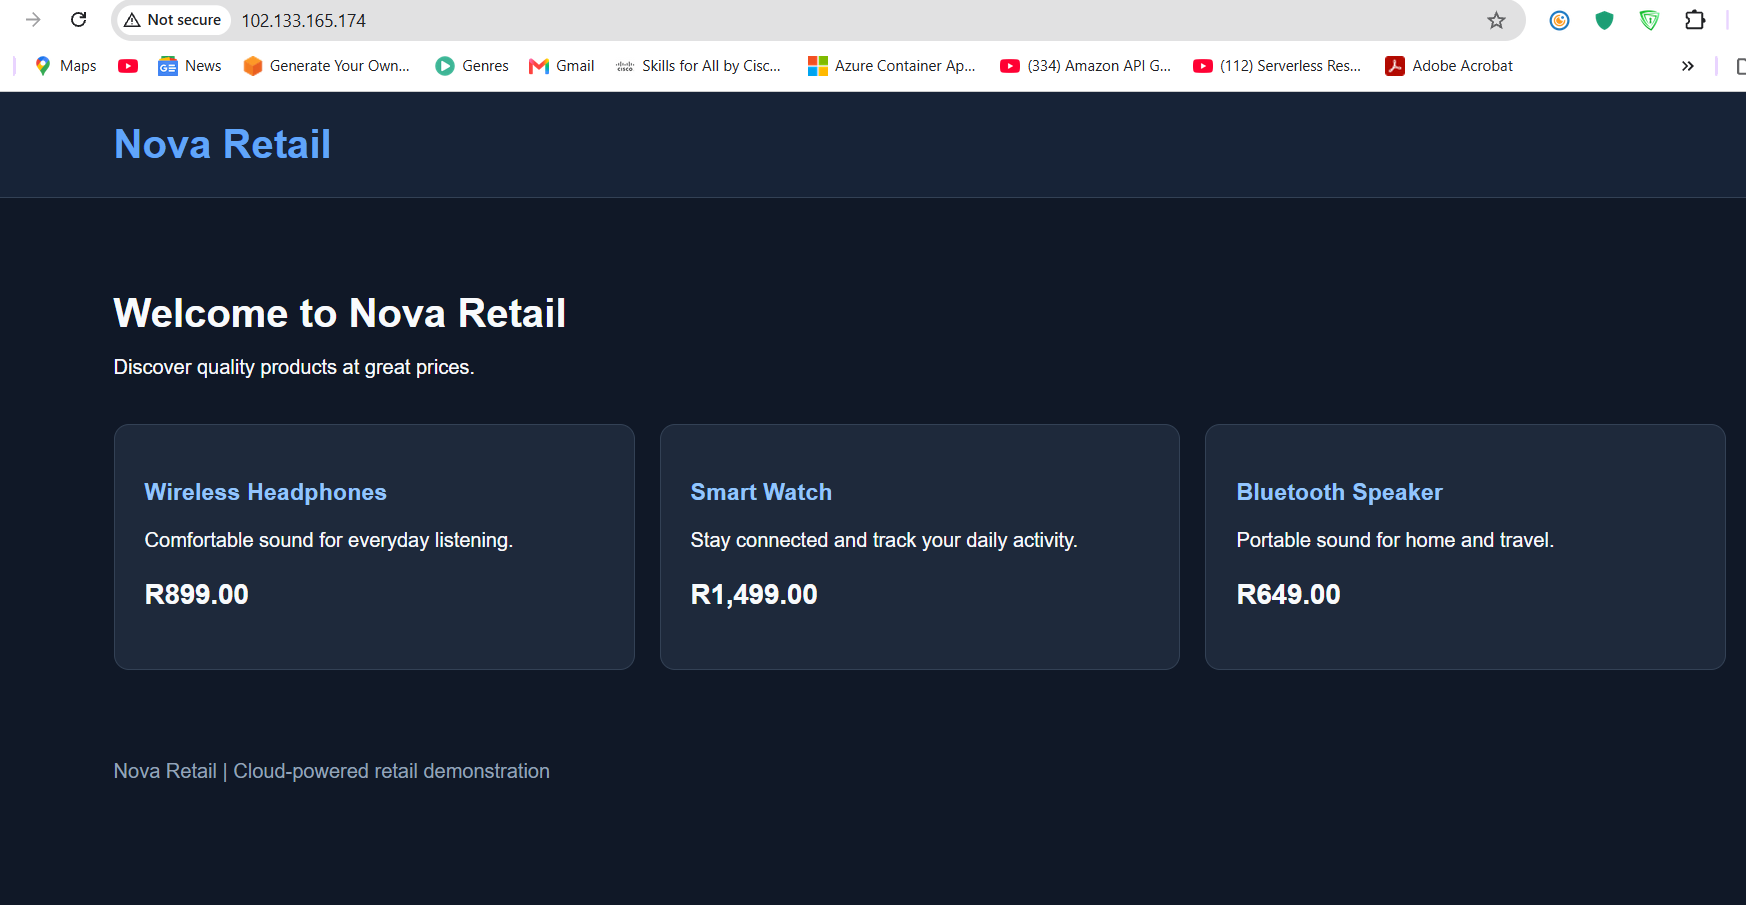 Not secure 102.133.165.174
Maps News Generate Your Own... Genres Gmail Skills for All by Cisc... Azure Container Ap... (334) Amazon API G... (112) Serverless Res... Adobe Acrobat
Nova Retail
Welcome to Nova Retail
Discover quality products at great prices.
Wireless Headphones
Comfortable sound for everyday listening.
R899.00
Smart Watch
Stay connected and track your daily activity.
R1,499.00
Bluetooth Speaker
Portable sound for home and travel.
R649.00
Nova Retail | Cloud-powered retail demonstration